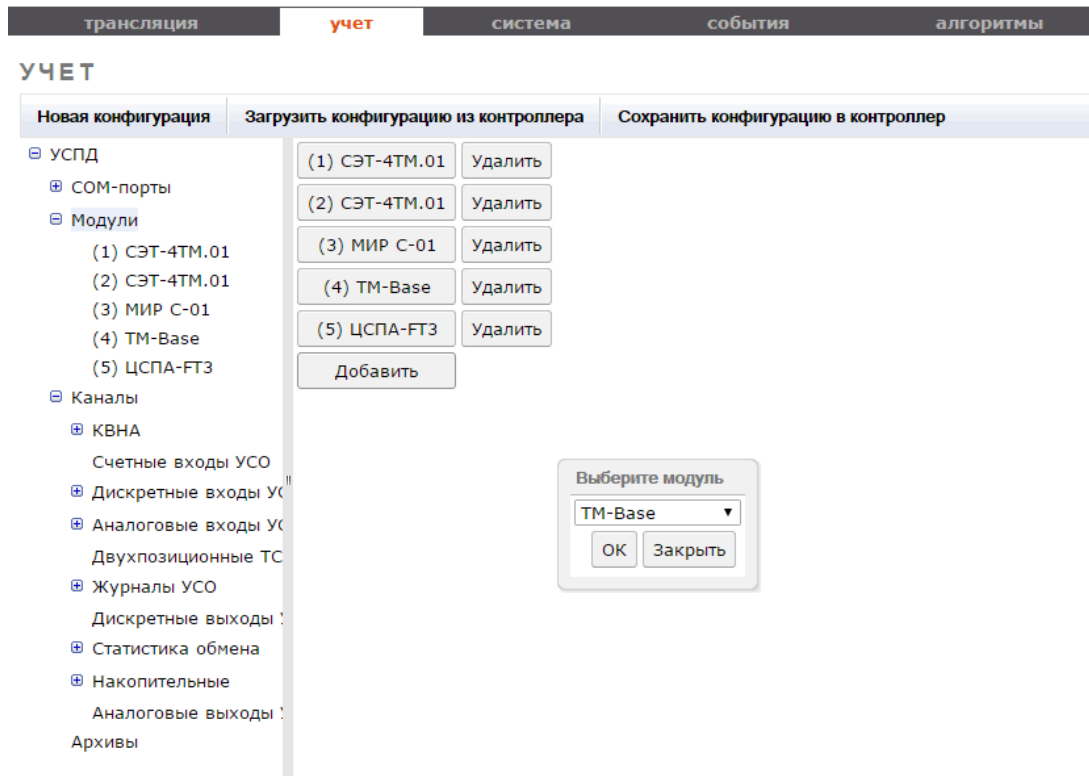 трансляция учет система события алгоритмы
УЧЕТ
Новая конфигурация Загрузить конфигурацию из контроллера Сохранить конфигурацию в контроллер
УСПД
COM-порты
Модули
(1) СЭТ-4ТМ.01
(2) СЭТ-4ТМ.01
(3) МИР С-01
(4) TM-Base
(5) ЦСПА-FT3
Каналы
КВНА
Счетные входы УСО
Дискретные входы УС
Аналоговые входы УС
Двухпозиционные ТС
Журналы УСО
Дискретные выходы У
Статистика обмена
Накопительные
Аналоговые выходы У
Архивы
(1) СЭТ-4ТМ.01 Удалить
(2) СЭТ-4ТМ.01 Удалить
(3) МИР С-01 Удалить
(4) TM-Base Удалить
(5) ЦСПА-FT3 Удалить
Добавить
Выберите модуль
TM-Base
ОК Закрыть